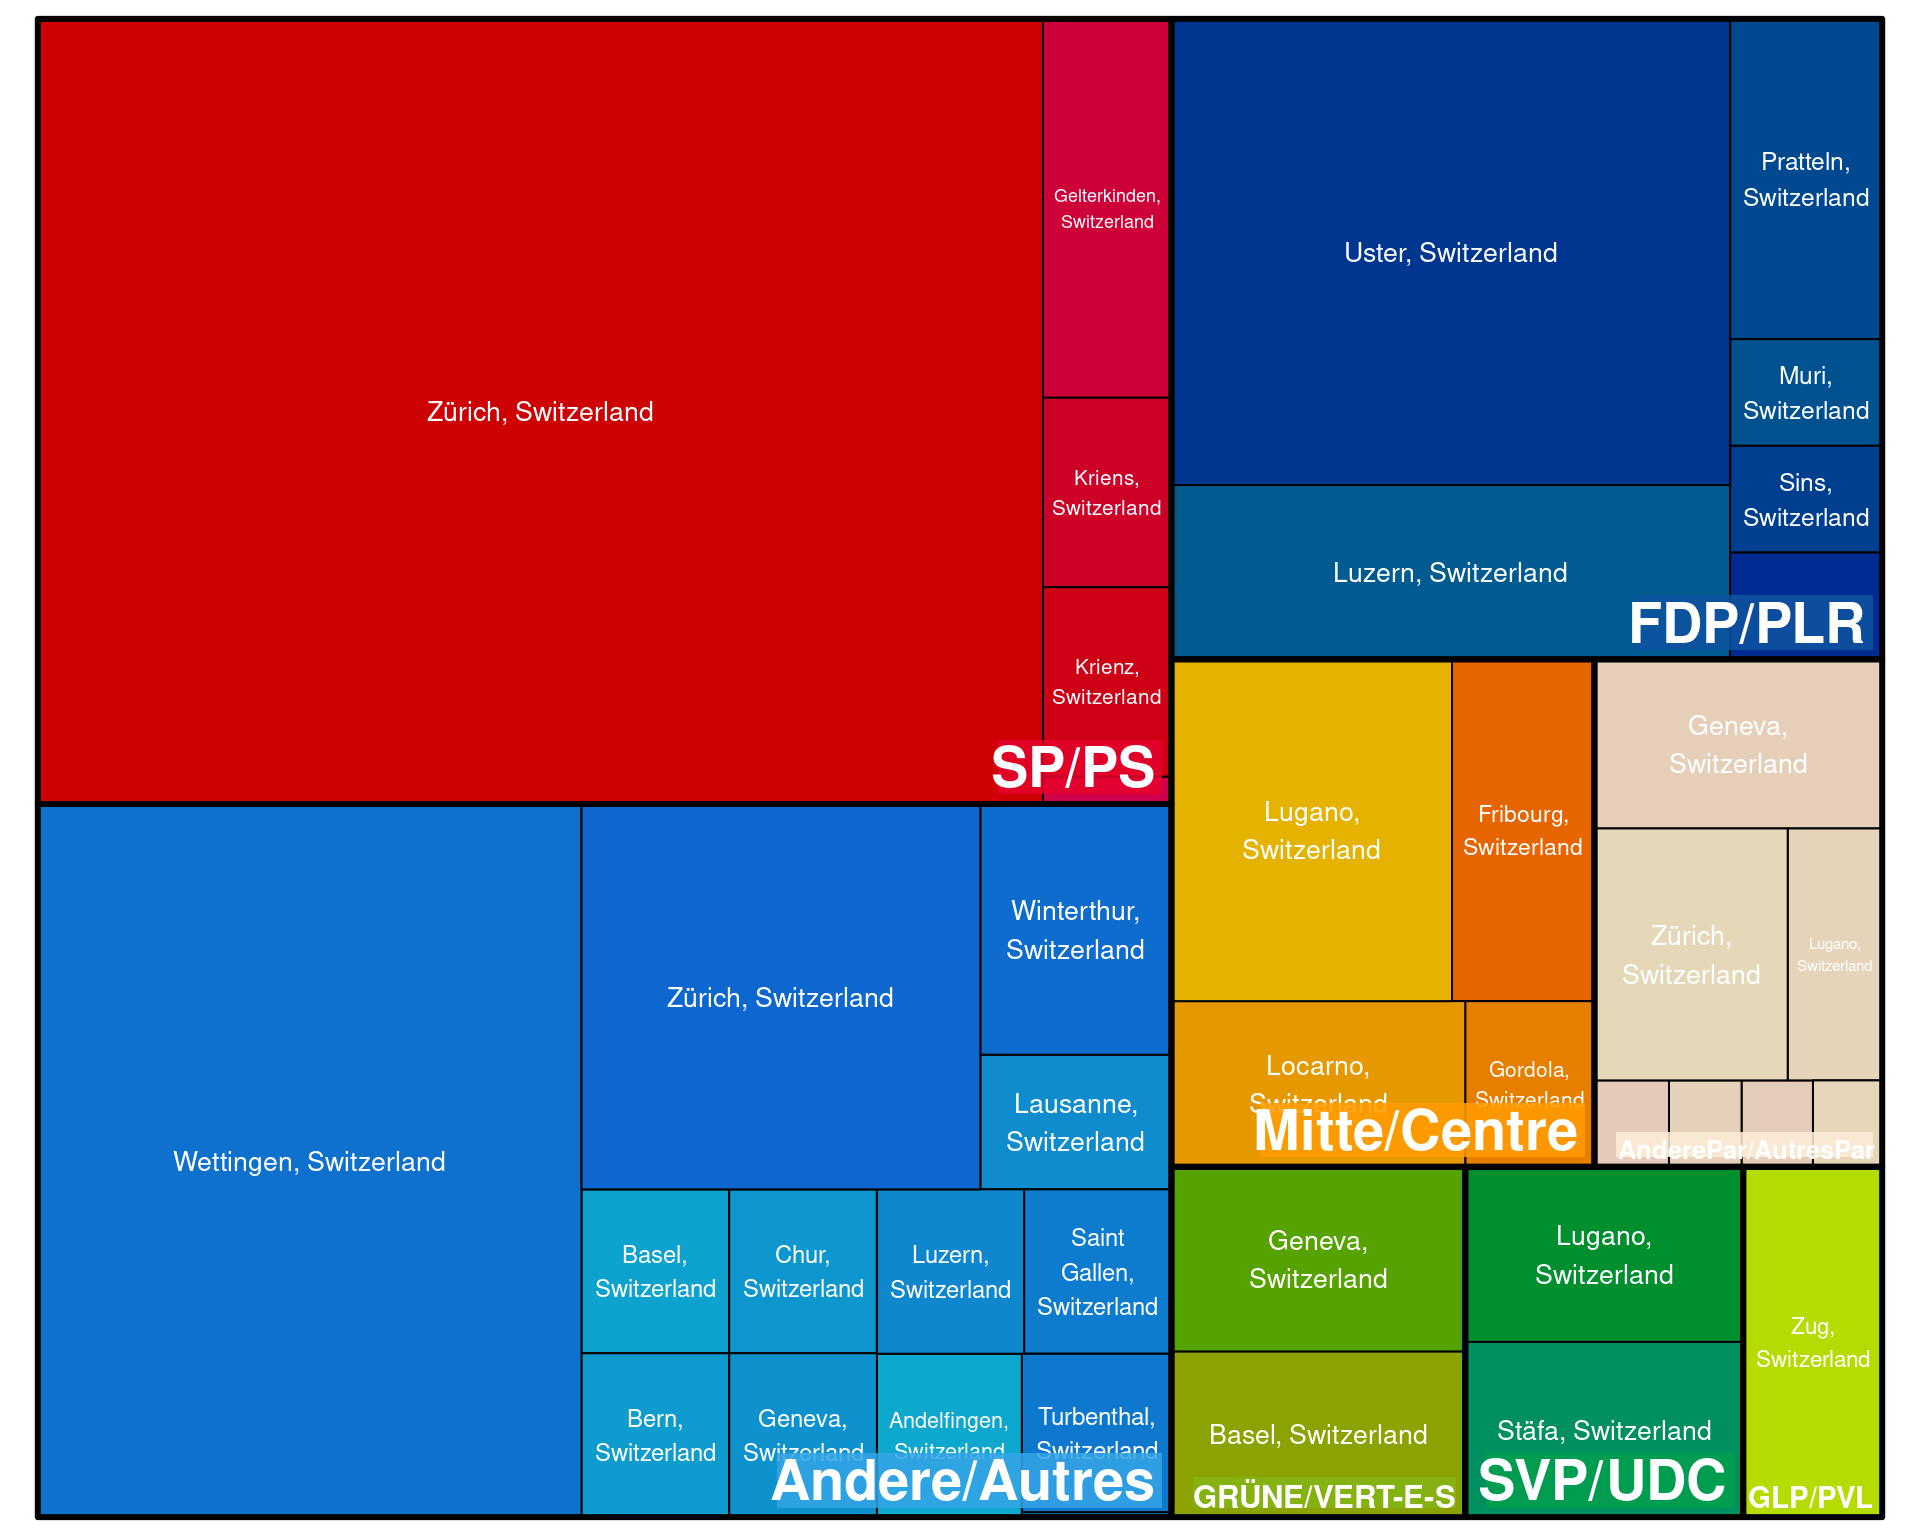 Zürich, Switzerland
Gelterkinden,
Switzerland
Kriens,
Switzerland
Krienz,
Switzerland
SP/PS
Uster, Switzerland
Pratteln,
Switzerland
Muri,
Switzerland
Sins,
Switzerland
Luzern, Switzerland
FDP/PLR
Wettingen, Switzerland
Zürich, Switzerland
Winterthur,
Switzerland
Lausanne,
Switzerland
Basel,
Switzerland
Chur,
Switzerland
Luzern,
Switzerland
Saint
Gallen,
Switzerland
Bern,
Switzerland
Geneva,
Switzerland
Andelfingen,
Switzerland
Turbenthal,
Switzerland
Andere/Autres
Lugano,
Switzerland
Fribourg,
Switzerland
Locarno,
Switzerland
Gordola,
Switzerland
Mitte/Centre
Geneva,
Switzerland
Zürich,
Switzerland
Lugano,
Switzerland
AnderePar/AutresPar
Geneva,
Switzerland
Basel, Switzerland
GRÜNE/VERT-E-S
Lugano,
Switzerland
Stäfa, Switzerland
SVP/UDC
Zug,
Switzerland
GLP/PVL